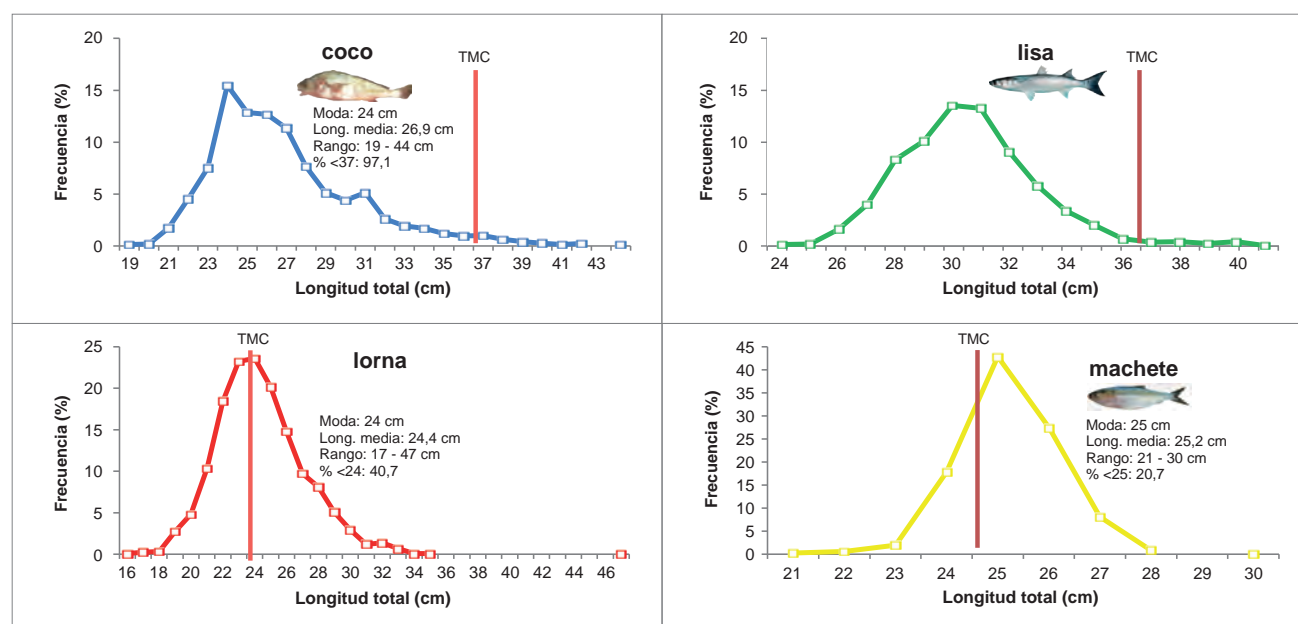 coco
TMC
Frecuencia (%)
20
15
10
5
0
Moda: 24 cm
Long. media: 26,9 cm
Rango: 19 - 44 cm
% <37: 97,1
19 21 23 25 27 29 31 33 35 37 39 41 43
Longitud total (cm)
lisa
TMC
Frecuencia (%)
20
15
10
5
0
24 26 28 30 32 34 36 38 40
Longitud total (cm)
TMC
lorna
Frecuencia (%)
25
20
15
10
5
0
Moda: 24 cm
Long. media: 24,4 cm
Rango: 17 - 47 cm
% <24: 40,7
16 18 20 22 24 26 28 30 32 34 36 38 40 42 44 46
Longitud total (cm)
TMC
machete
Frecuencia (%)
45
40
35
30
25
20
15
10
5
0
Moda: 25 cm
Long. media: 25,2 cm
Rango: 21 - 30 cm
% <25: 20,7
21 22 23 24 25 26 27 28 29 30
Longitud total (cm)